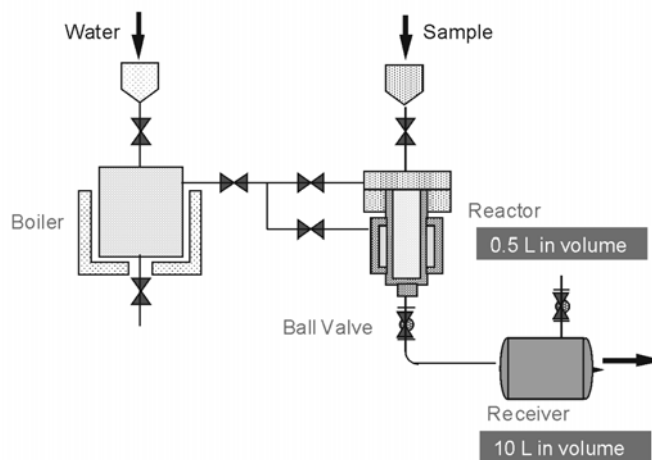 Water
Sample
Boiler
Reactor
0.5 L in volume
Ball Valve
Receiver
10 L in volume